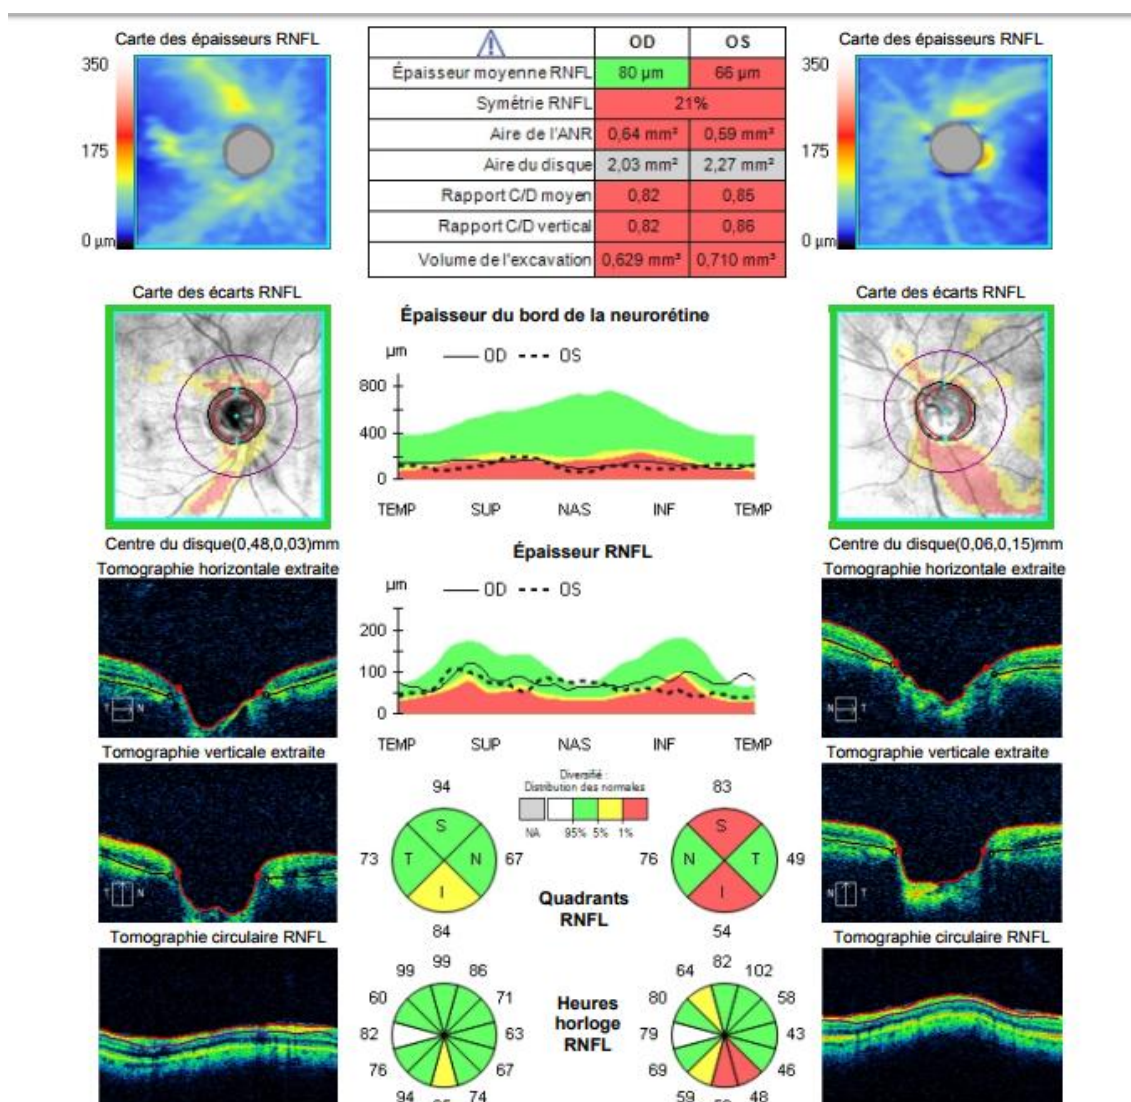 Carte des épaisseurs RNFL
350
175
0 µm
OD OS
Épaisseur moyenne RNFL 80 µm 66 µm
Symétrie RNFL 21%
Aire de l'ANR 0,64 mm² 0,59 mm²
Aire du disque 2,03 mm² 2,27 mm²
Rapport C/D moyen 0,82 0,85
Rapport C/D vertical 0,82 0,86
Volume de l'excavation 0,629 mm³ 0,710 mm³
Carte des épaisseurs RNFL
350
175
0 µm
Carte des écarts RNFL
Centre du disque(0,48,0,03)mm
Épaisseur du bord de la neurorétine
µm OD OS
800
400
0
TEMP SUP NAS INF TEMP
Carte des écarts RNFL
Centre du disque(0,06,0,15)mm
Tomographie horizontale extraite
T N
Épaisseur RNFL
µm OD OS
200
100
0
TEMP SUP NAS INF TEMP
Tomographie horizontale extraite
N T
Tomographie verticale extraite
T N
Tomographie verticale extraite
N T
Diversifié :
Distribution des normales
NA 95% 5% 1%
94
S
73 T N 67
I
84
Quadrants
RNFL
83
S
76 N T 49
I
54
Tomographie circulaire RNFL
99 99 86
60 71
82 63
76 67
94 74
Heures
horloge
RNFL
64 82 102
80 58
79 43
69 46
59 48
Tomographie circulaire RNFL